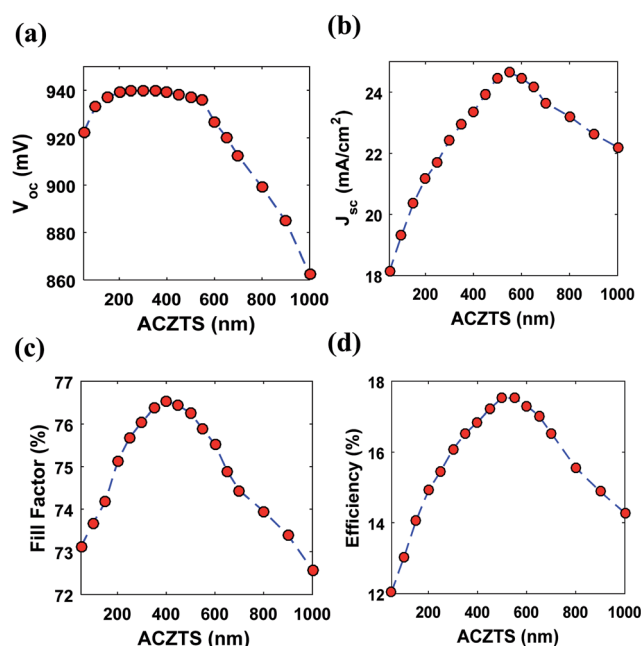 (a)
V_oc (mV)
940
920
900
880
860
200 400 600 800 1000
ACZTS (nm)
(b)
J_sc (mA/cm²)
24
22
20
18
200 400 600 800 1000
ACZTS (nm)
(c)
Fill Factor (%)
77
76
75
74
73
72
200 400 600 800 1000
ACZTS (nm)
(d)
Efficiency (%)
18
16
14
12
200 400 600 800 1000
ACZTS (nm)